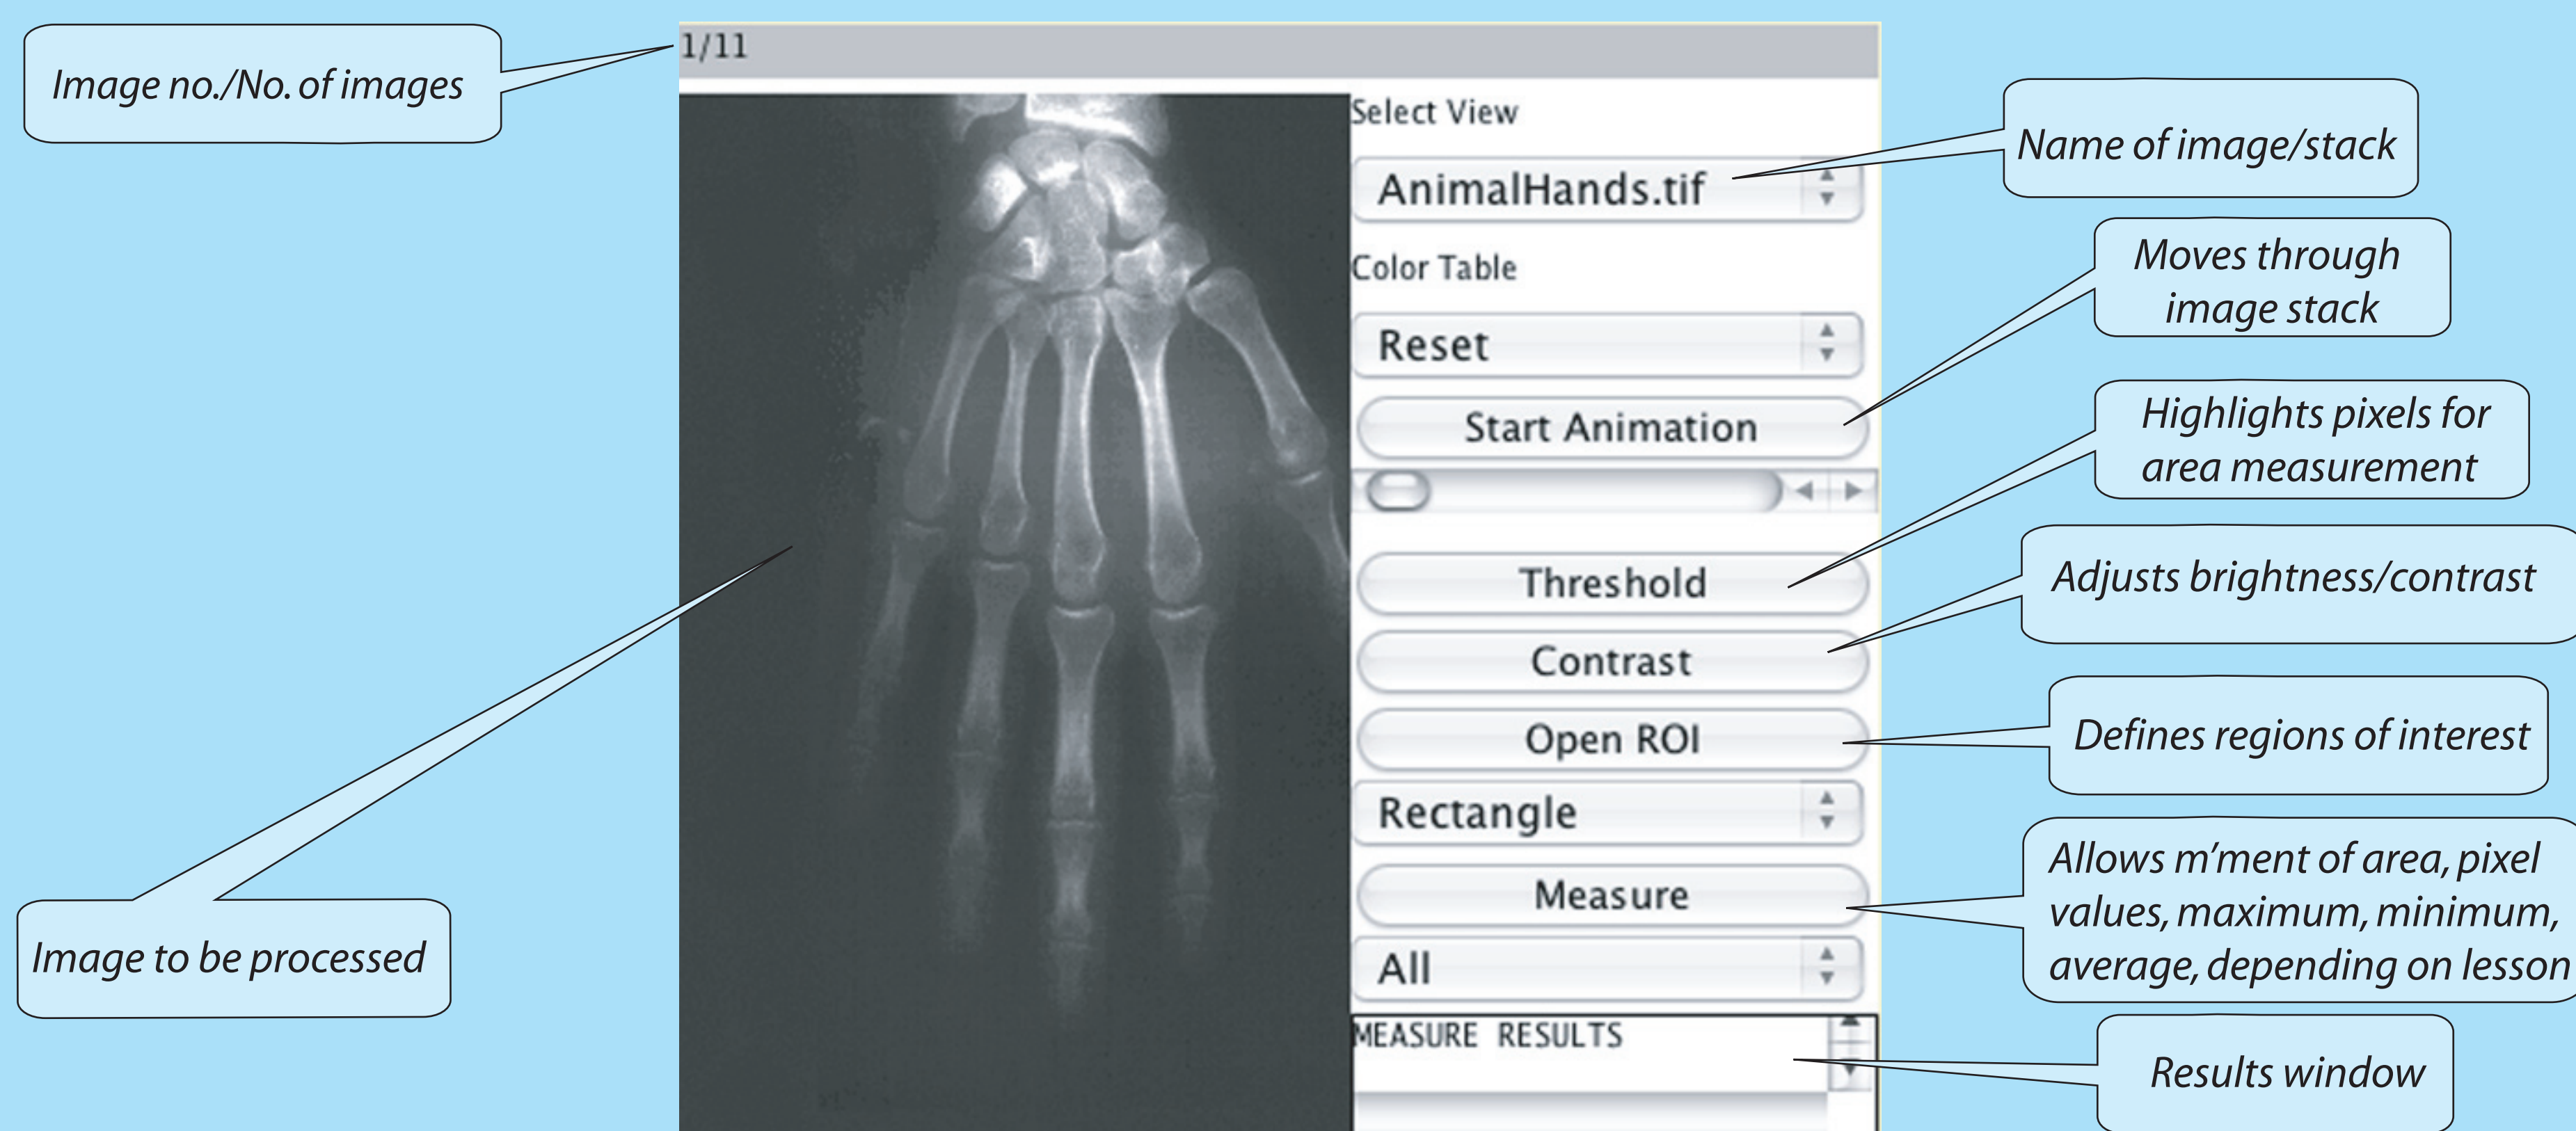 Image no./No. of images
1/11
Select View
AnimalHands.tif
Name of image/stack
Color Table
Reset
Moves through
image stack
Start Animation
Highlights pixels for
area measurement
Threshold
Adjusts brightness/contrast
Contrast
Open ROI
Defines regions of interest
Rectangle
Measure
Allows m'ment of area, pixel
values, maximum, minimum,
average, depending on lesson
All
Image to be processed
MEASURE RESULTS
Results window